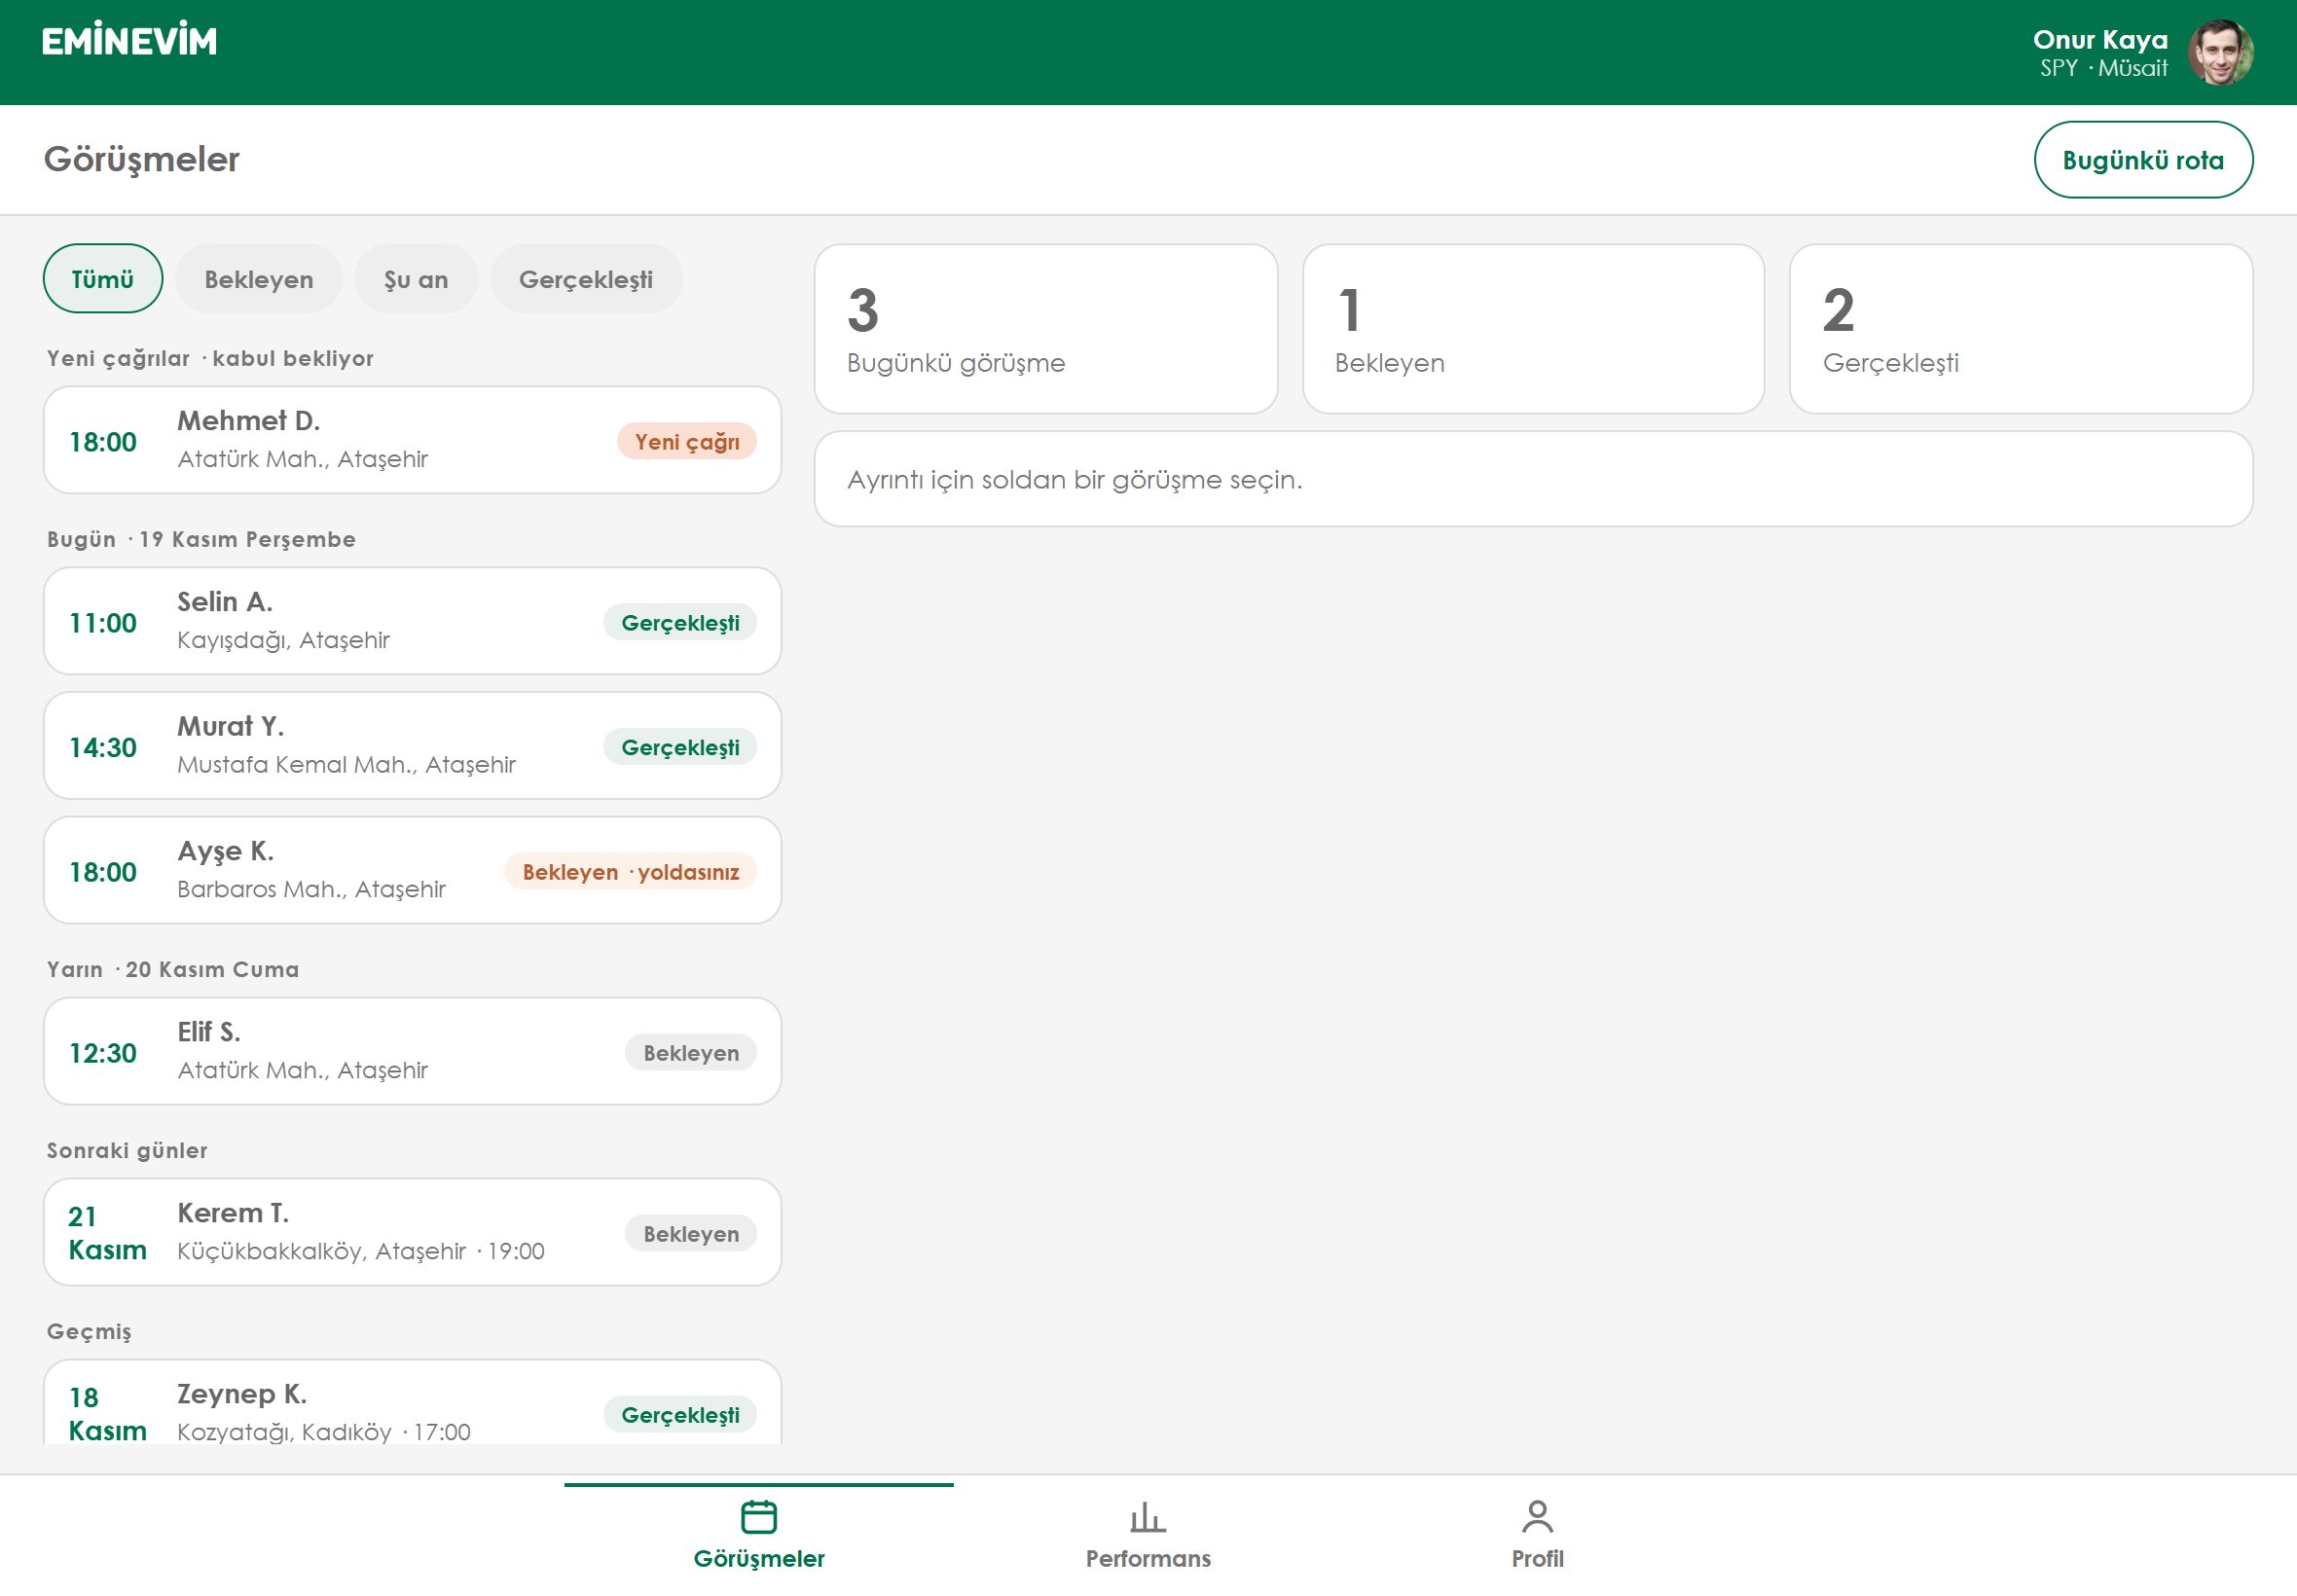 EMİNEVİM
Onur Kaya
SPY · Müsait
Görüşmeler
Bugünkü rota
Tümü
Bekleyen
Şu an
Gerçekleşti
Yeni çağrılar · kabul bekliyor
18:00
Mehmet D.
Atatürk Mah., Ataşehir
Yeni çağrı
Bugün · 19 Kasım Perşembe
11:00
Selin A.
Kayışdağı, Ataşehir
Gerçekleşti
14:30
Murat Y.
Mustafa Kemal Mah., Ataşehir
Gerçekleşti
18:00
Ayşe K.
Barbaros Mah., Ataşehir
Bekleyen · yoldasınız
Yarın · 20 Kasım Cuma
12:30
Elif S.
Atatürk Mah., Ataşehir
Bekleyen
Sonraki günler
21
Kasım
Kerem T.
Küçükbakkalköy, Ataşehir · 19:00
Bekleyen
Geçmiş
18
Kasım
Zeynep K.
Kozyatağı, Kadıköy · 17:00
Gerçekleşti
3
Bugünkü görüşme
1
Bekleyen
2
Gerçekleşti
Ayrıntı için soldan bir görüşme seçin.
Görüşmeler
Performans
Profil